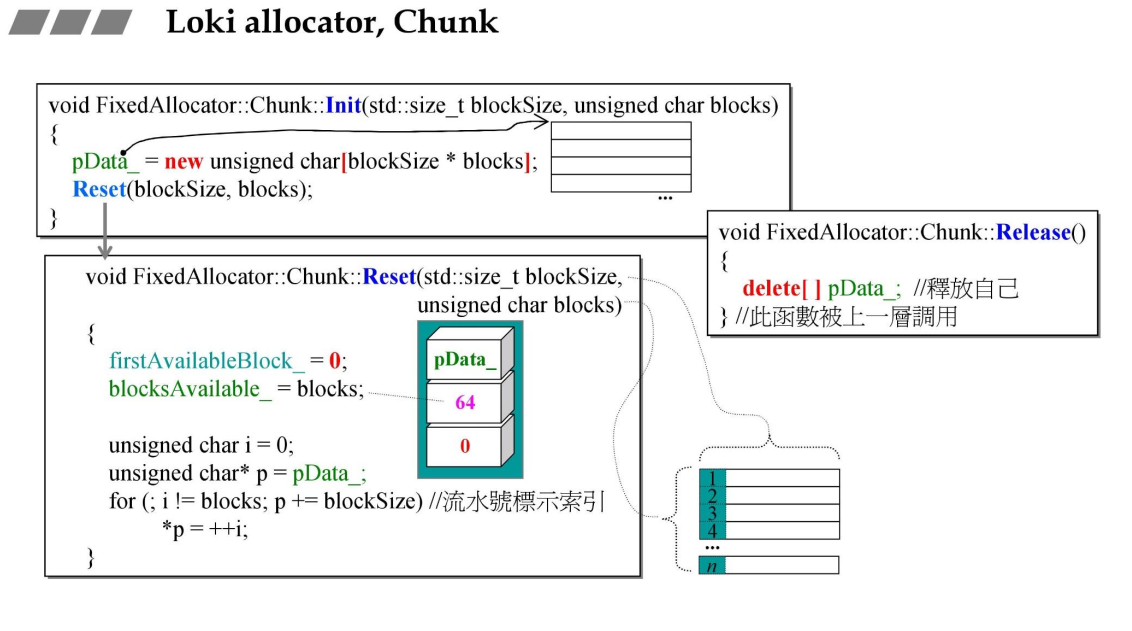 Loki allocator, Chunk
void FixedAllocator::Chunk::Init(std::size_t blockSize, unsigned char blocks)
{
pData_ = new unsigned char[blockSize * blocks];
Reset(blockSize, blocks);
}
...
void FixedAllocator::Chunk::Release()
{
delete[ ] pData_; //釋放自己
} //此函數被上一層調用
void FixedAllocator::Chunk::Reset(std::size_t blockSize,
unsigned char blocks)
{
firstAvailableBlock_ = 0;
blocksAvailable_ = blocks;
unsigned char i = 0;
unsigned char* p = pData_;
for (; i != blocks; p += blockSize) //流水號標示索引
*p = ++i;
}
pData_
64
0
1
2
3
4
...
n